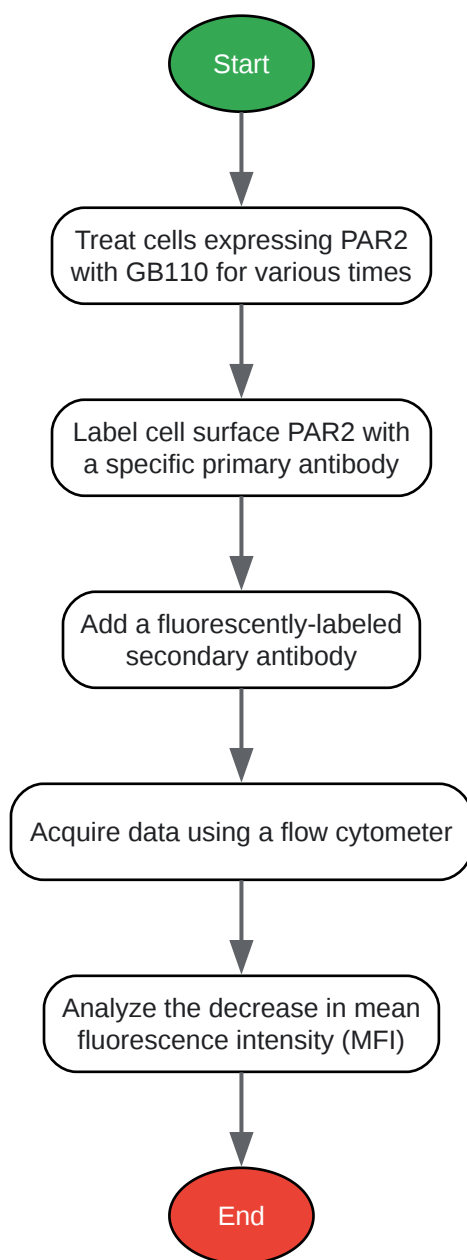 Start
Treat cells expressing PAR2
with GB110 for various times
Label cell surface PAR2 with
a specific primary antibody
Add a fluorescently-labeled
secondary antibody
Acquire data using a flow cytometer
Analyze the decrease in mean
fluorescence intensity (MFI)
End